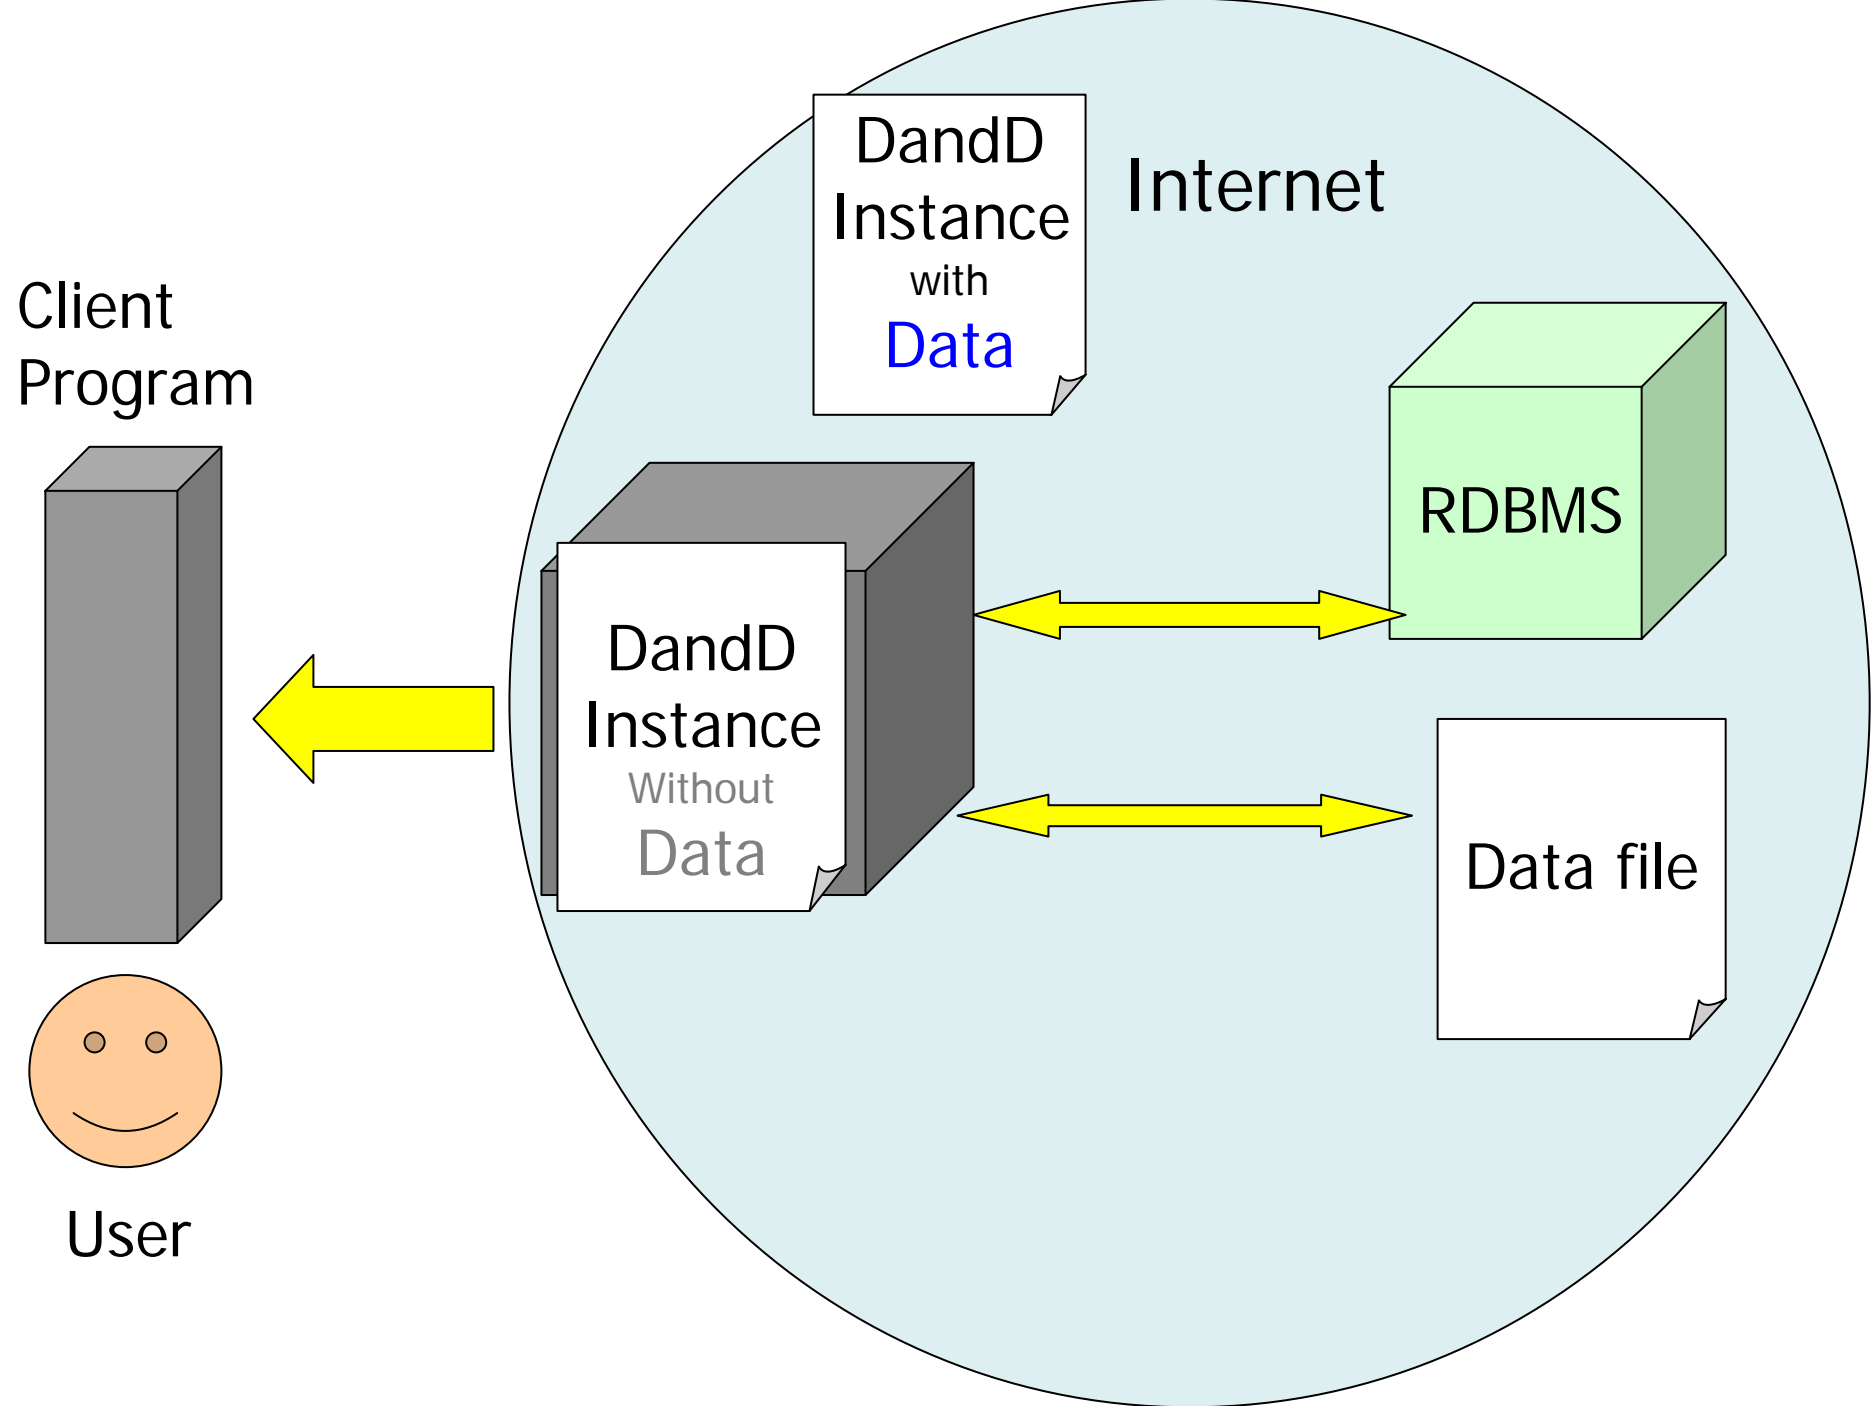 DandD
Instance
with
Data
Internet
Client
Program
RDBMS
DandD
Instance
Without
Data
Data file
User